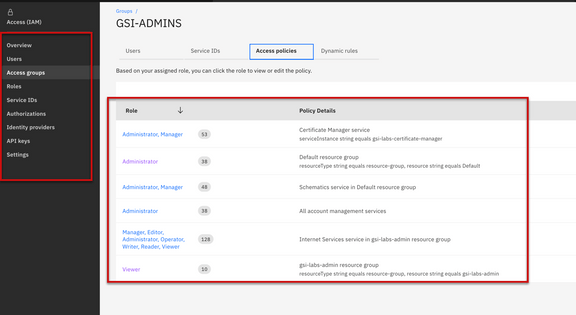 Access (IAM)
Overview
Users
Access groups
Roles
Service IDs
Authorizations
Identity providers
API keys
Settings
Groups /
GSI-ADMINS
Users Service IDs Access policies Dynamic rules
Based on your assigned role, you can click the role to view or edit the policy.
Role Policy Details
Administrator, Manager 53 Certificate Manager service
serviceInstance string equals gsi-labs-certificate-manager
Administrator 38 Default resource group
resourceType string equals resource-group, resource string equals Default
Administrator, Manager 48 Schematics service in Default resource group
Administrator 38 All account management services
Manager, Editor,
Administrator, Operator, 128 Internet Services service in gsi-labs-admin resource group
Writer, Reader, Viewer
Viewer 10 gsi-labs-admin resource group
resourceType string equals resource-group, resource string equals gsi-labs-admin